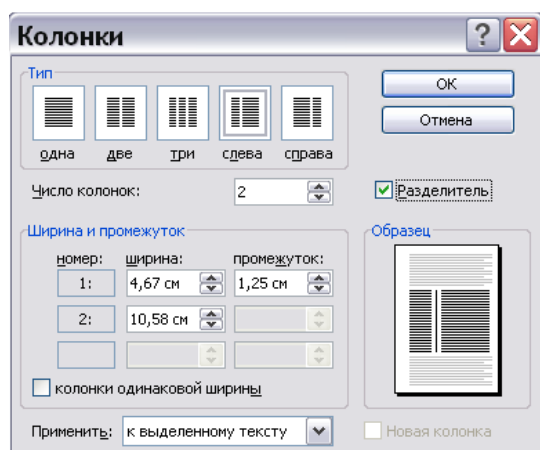 Колонки
Тип
ОК
Отмена
одна две три слева справа
Число колонок: 2
Разделитель
Ширина и промежуток
Образец
номер: ширина: промежуток:
1: 4,67 см 1,25 см
2: 10,58 см
колонки одинаковой ширины
Применить: к выделенному тексту
Новая колонка